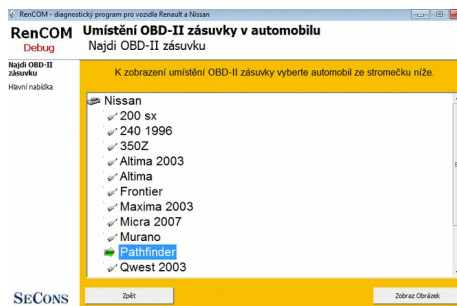 RenCOM - diagnostický program pro vozidla Renault a Nissan
RenCOM
Debug
Umístění OBD-II zásuvky v automobilu
Najdi OBD-II zásuvku
Najdi OBD-II
zásuvku
Hlavní nabídka
K zobrazení umístění OBD-II zásuvky vyberte automobil ze stromečku níže.
Nissan
200 sx
240 1996
350Z
Altima 2003
Altima
Frontier
Maxima 2003
Micra 2007
Murano
Pathfinder
Qwest 2003
SECONS
Zpět
Zobraz Obrázek